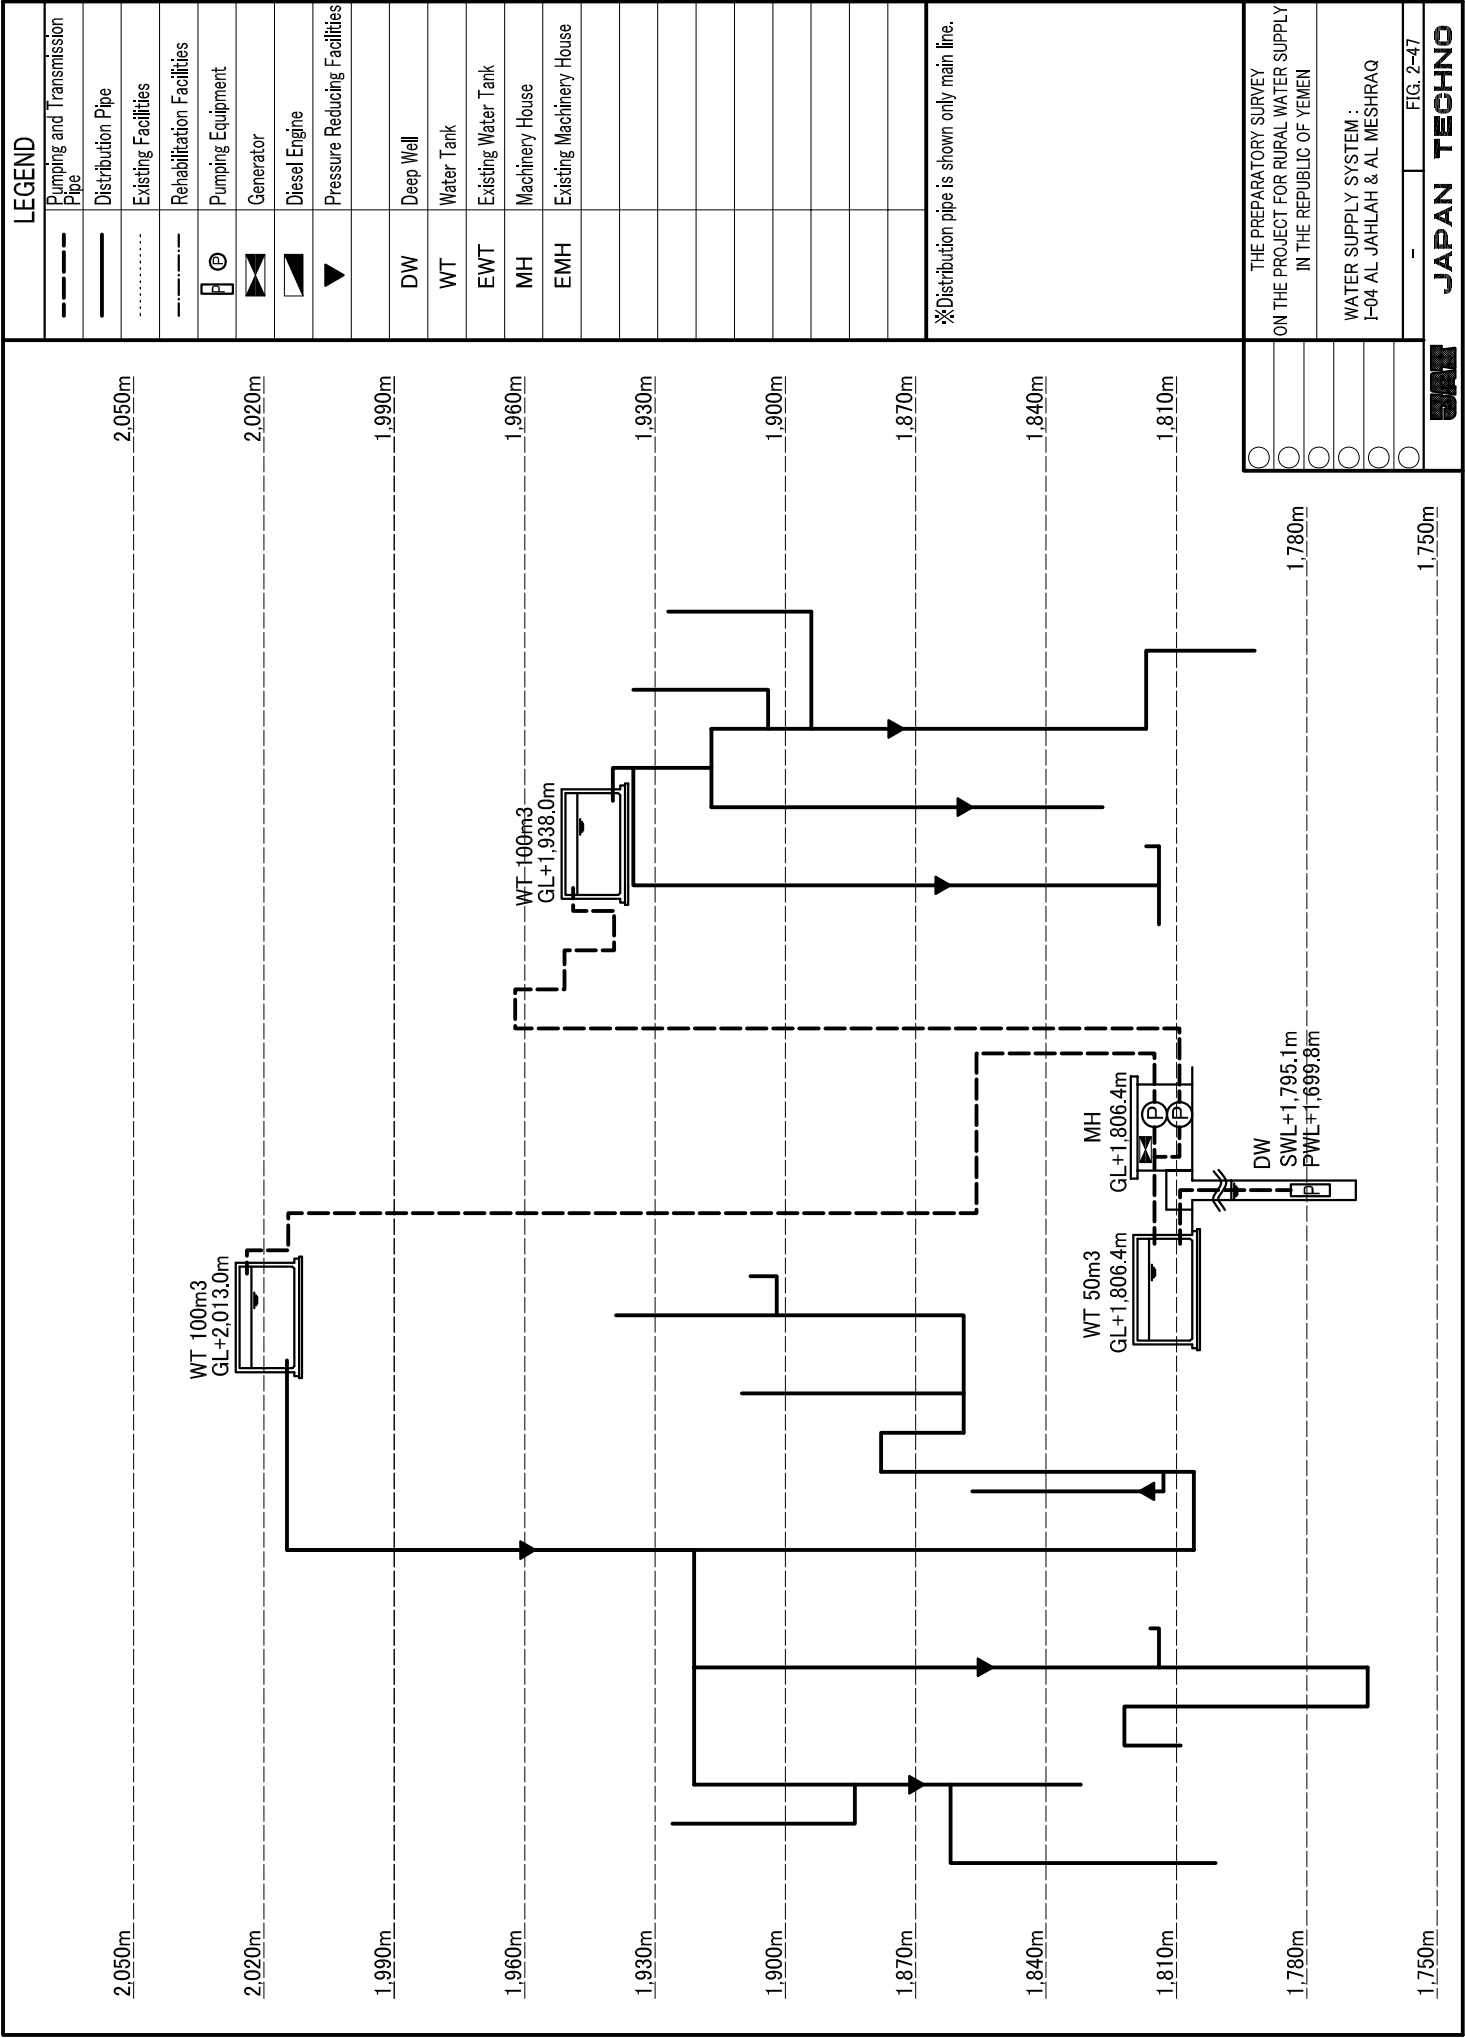 LEGEND
Pumping and Transmission
Pipe
Distribution Pipe
Existing Facilities
Rehabilitation Facilities
P P Pumping Equipment
Generator
Diesel Engine
Pressure Reducing Facilities
DW Deep Well
WT Water Tank
EWT Existing Water Tank
MH Machinery House
EMH Existing Machinery House
※Distribution pipe is shown only main line.
THE PREPARATORY SURVEY
ON THE PROJECT FOR RURAL WATER SUPPLY
IN THE REPUBLIC OF YEMEN
WATER SUPPLY SYSTEM :
I-04 AL JAHLAH & AL MESHRAQ
- FIG. 2-47
JAPAN TECHNO
2,050m 2,050m
2,020m 2,020m
1,990m 1,990m
1,960m 1,960m
1,930m 1,930m
1,900m 1,900m
1,870m 1,870m
1,840m 1,840m
1,810m 1,810m
1,780m 1,780m
1,750m 1,750m
WT 100m3
GL+2,013.0m
WT 100m3
GL+1,938.0m
WT 50m3
GL+1,806.4m
MH
GL+1,806.4m
P
P
DW
SWL+1,795.1m
PWL+1,699.8m
P